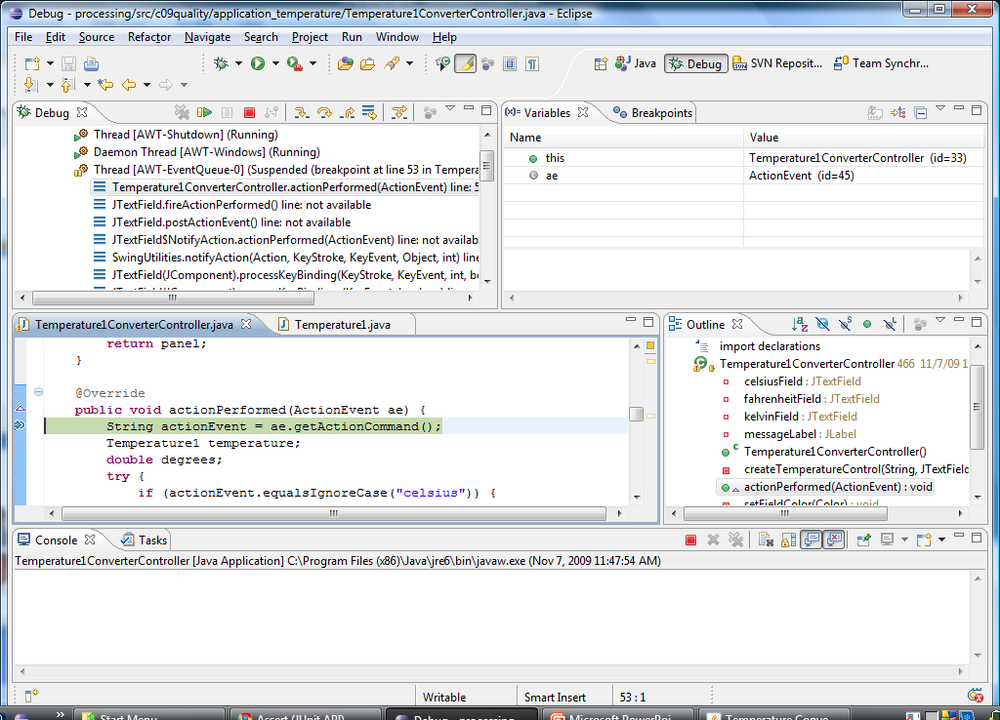 Debug - processing/src/c09quality/application_temperature/Temperature1ConverterController.java - Eclipse
File Edit Source Refactor Navigate Search Project Run Window Help
Java Debug SVN Reposit... Team Synchr...
Debug
Thread [AWT-Shutdown] (Running)
Daemon Thread [AWT-Windows] (Running)
Thread [AWT-EventQueue-0] (Suspended (breakpoint at line 53 in Tempera
Temperature1ConverterController.actionPerformed(ActionEvent) line: 5
JTextField.fireActionPerformed() line: not available
JTextField.postActionEvent() line: not available
JTextField$NotifyAction.actionPerformed(ActionEvent) line: not availab
SwingUtilities.notifyAction(Action, KeyStroke, KeyEvent, Object, int) line
JTextField(JComponent).processKeyBinding(KeyStroke, KeyEvent, int, bo
(x)= Variables Breakpoints
Name Value
this Temperature1ConverterController (id=33)
ae ActionEvent (id=45)
Temperature1ConverterController.java Temperature1.java
return panel;
}
@Override
public void actionPerformed(ActionEvent ae) {
String actionEvent = ae.getActionCommand();
Temperature1 temperature;
double degrees;
try {
if (actionEvent.equalsIgnoreCase("celsius")) {
Outline
import declarations
Temperature1ConverterController 466 11/7/09 1
celsiusField : JTextField
fahrenheitField : JTextField
kelvinField : JTextField
messageLabel : JLabel
Temperature1ConverterController()
createTemperatureControl(String, JTextField
actionPerformed(ActionEvent) : void
setFieldColor(Color) : void
Console Tasks
Temperature1ConverterController [Java Application] C:\Program Files (x86)\Java\jre6\bin\javaw.exe (Nov 7, 2009 11:47:54 AM)
Writable Smart Insert 53 : 1
Start Menu Assert (JUnit API) Debug - processing Microsoft PowerPoi Temperature Conve